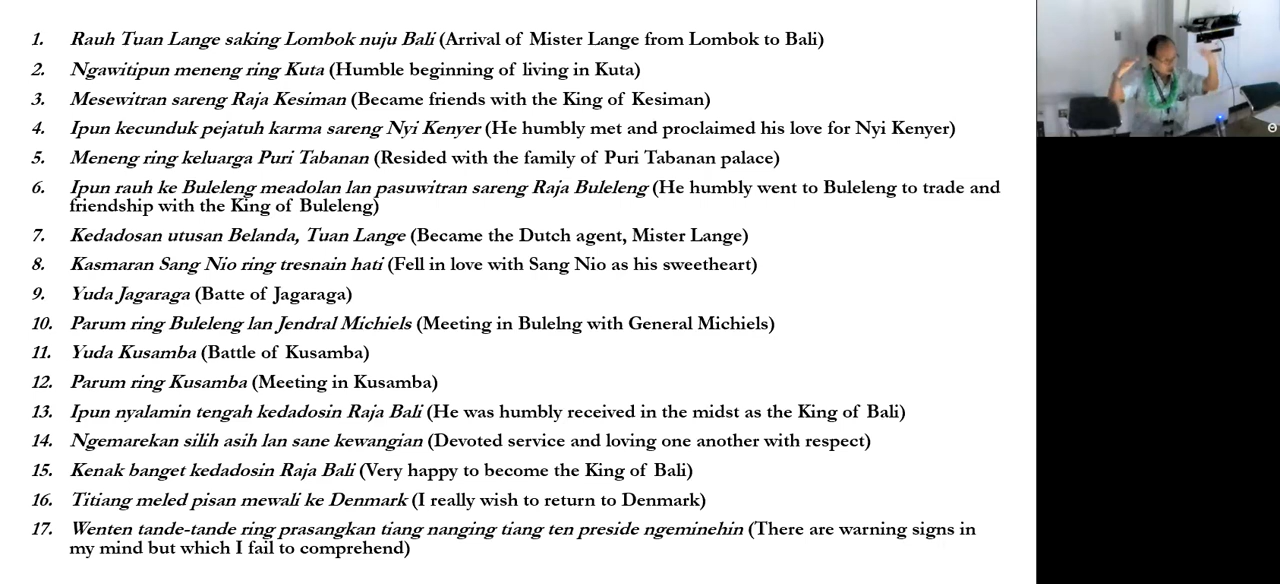 1. Rauh Tuan Lange saking Lombok nuju Bali (Arrival of Mister Lange from Lombok to Bali)
2. Ngawitipun meneng ring Kuta (Humble beginning of living in Kuta)
3. Mesewitran sareng Raja Kesiman (Became friends with the King of Kesiman)
4. Ipun kecunduk pejatuh karma sareng Nyi Kenyer (He humbly met and proclaimed his love for Nyi Kenyer)
5. Meneng ring keluarga Puri Tabanan (Resided with the family of Puri Tabanan palace)
6. Ipun rauh ke Buleleng meadolan lan pasuwitran sareng Raja Buleleng (He humbly went to Buleleng to trade and
friendship with the King of Buleleng)
7. Kedadosan utusan Belanda, Tuan Lange (Became the Dutch agent, Mister Lange)
8. Kasmaran Sang Nio ring tresnain hati (Fell in love with Sang Nio as his sweetheart)
9. Yuda Jagaraga (Batte of Jagaraga)
10. Parum ring Buleleng lan Jendral Michiels (Meeting in Bulelng with General Michiels)
11. Yuda Kusamba (Battle of Kusamba)
12. Parum ring Kusamba (Meeting in Kusamba)
13. Ipun nyalamin tengah kedadosin Raja Bali (He was humbly received in the midst as the King of Bali)
14. Ngemarekan silih asih lan sane kewangian (Devoted service and loving one another with respect)
15. Kenak banget kedadosin Raja Bali (Very happy to become the King of Bali)
16. Titiang meled pisan mewali ke Denmark (I really wish to return to Denmark)
17. Wenten tande-tande ring prasangkan tiang nanging tiang ten preside ngeminehin (There are warning signs in
my mind but which I fail to comprehend)